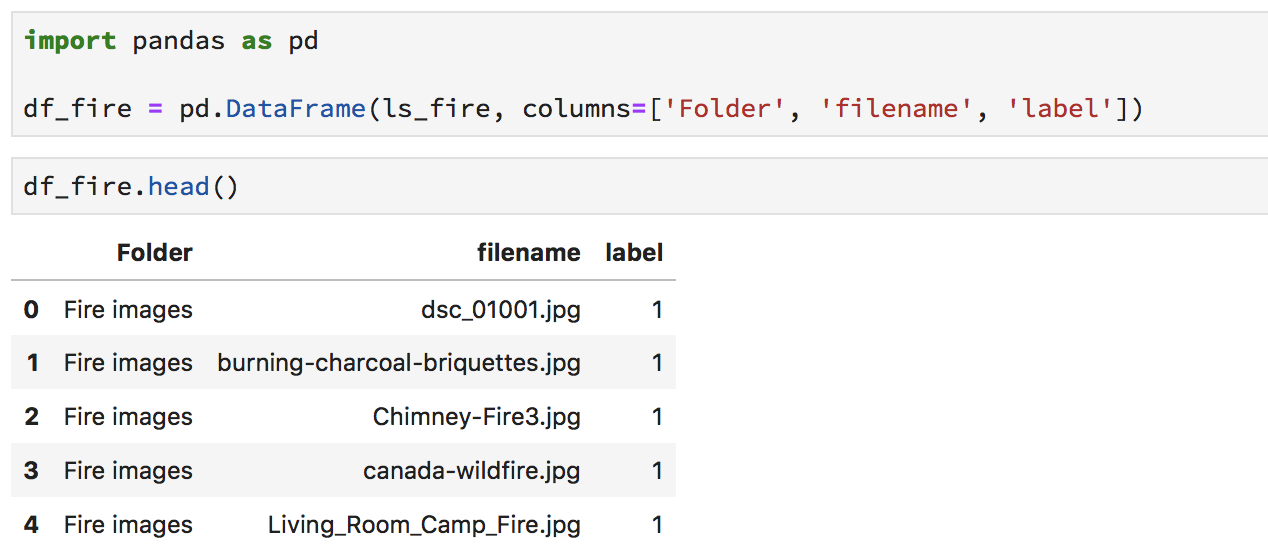 import pandas as pd
df_fire = pd.DataFrame(ls_fire, columns=['Folder', 'filename', 'label'])
df_fire.head()
Folder filename label
0 Fire images dsc_01001.jpg 1
1 Fire images burning-charcoal-briquettes.jpg 1
2 Fire images Chimney-Fire3.jpg 1
3 Fire images canada-wildfire.jpg 1
4 Fire images Living_Room_Camp_Fire.jpg 1